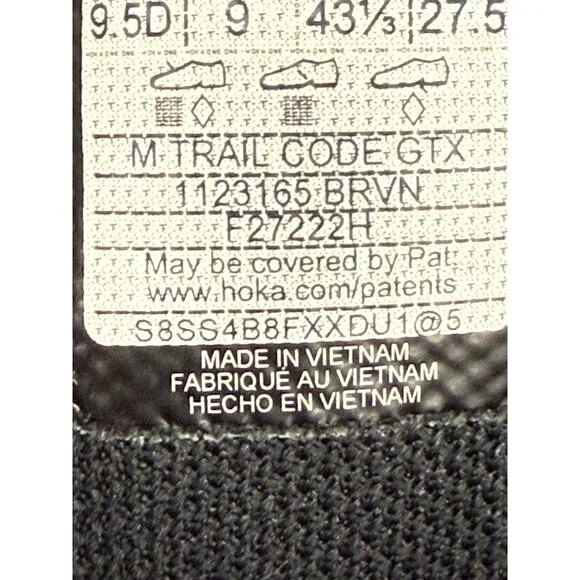 9.5D 9 43⅓ 27.5
M TRAIL CODE GTX
1123165 BRVN
F27222H
May be covered by Pat.
www.hoka.com/patents
S8SS4B8FXXDU1@5
MADE IN VIETNAM
FABRIQUÉ AU VIETNAM
HECHO EN VIETNAM